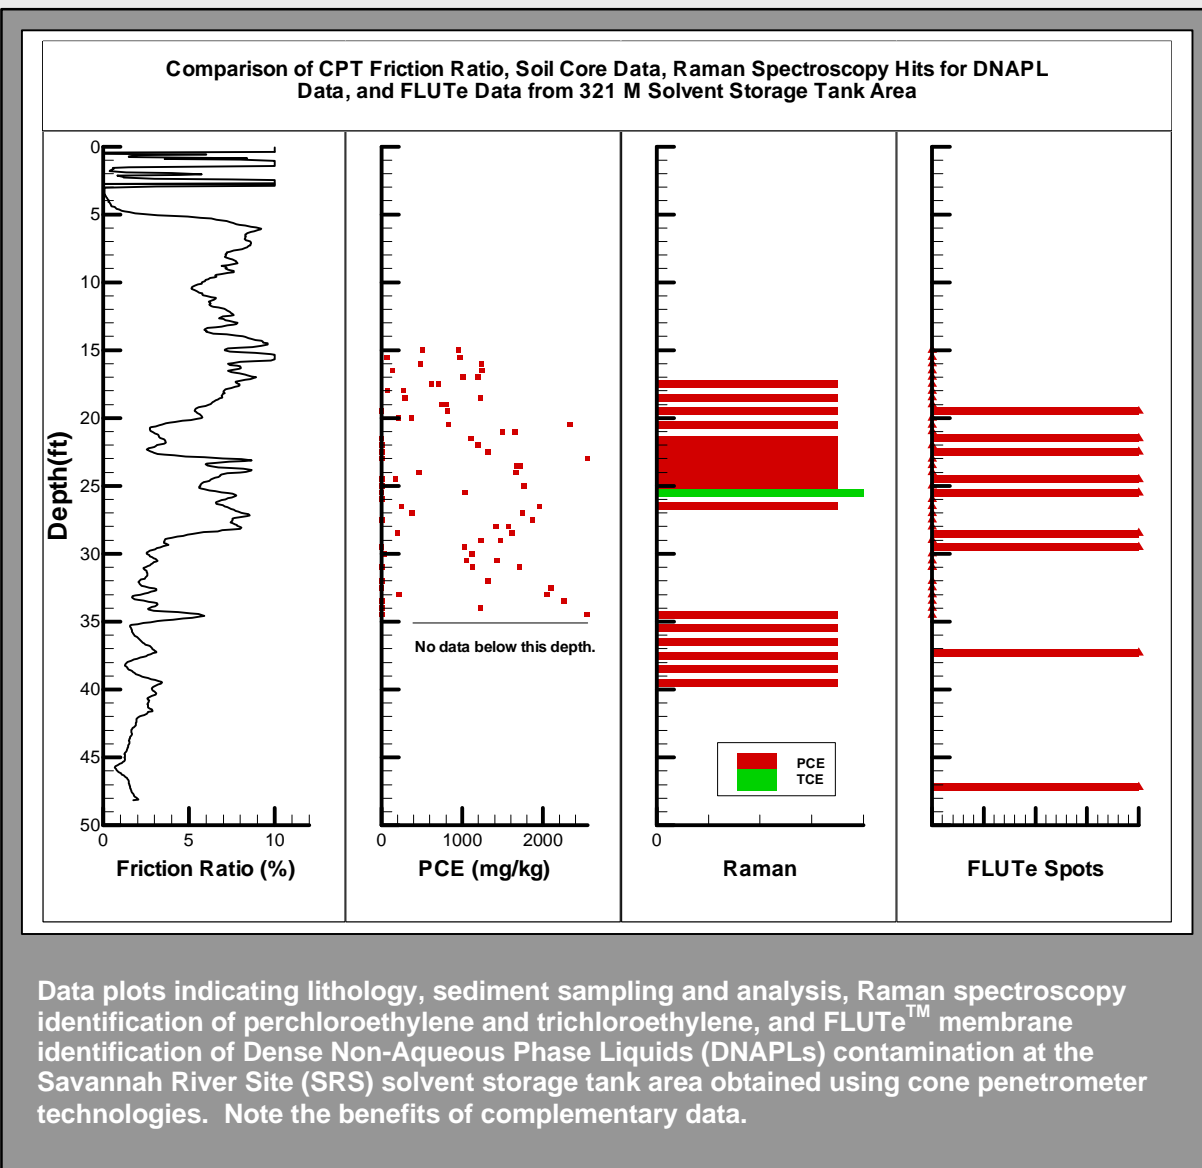 Comparison of CPT Friction Ratio, Soil Core Data, Raman Spectroscopy Hits for DNAPL
Data, and FLUTe Data from 321 M Solvent Storage Tank Area
Depth(ft)
0
5
10
15
20
25
30
35
40
45
50
0 5 10
Friction Ratio (%)
No data below this depth.
0 1000 2000
PCE (mg/kg)
PCE
TCE
0
Raman
FLUTe Spots
Data plots indicating lithology, sediment sampling and analysis, Raman spectroscopy
identification of perchloroethylene and trichloroethylene, and FLUTe™ membrane
identification of Dense Non-Aqueous Phase Liquids (DNAPLs) contamination at the
Savannah River Site (SRS) solvent storage tank area obtained using cone penetrometer
technologies. Note the benefits of complementary data.